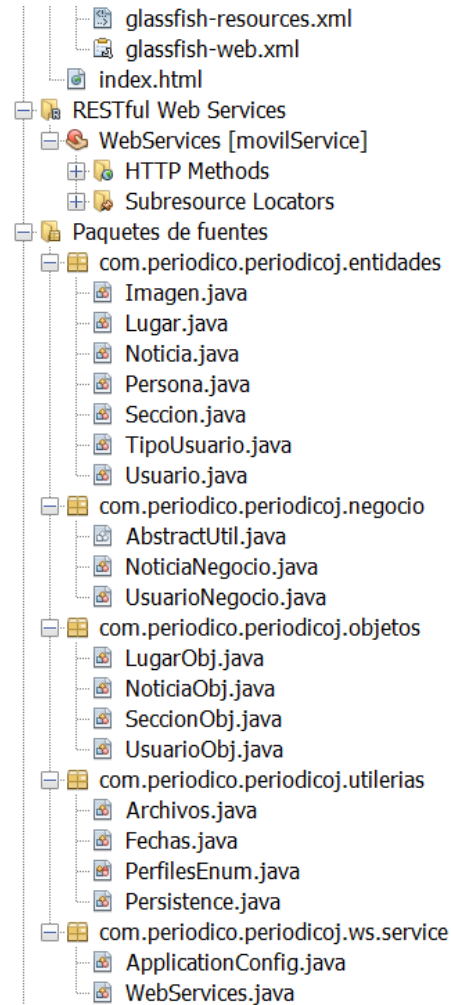 glassfish-resources.xml
glassfish-web.xml
index.html
RESTful Web Services
WebServices [movilService]
HTTP Methods
Subresource Locators
Paquetes de fuentes
com.periodico.periodicoj.entidades
Imagen.java
Lugar.java
Noticia.java
Persona.java
Seccion.java
TipoUsuario.java
Usuario.java
com.periodico.periodicoj.negocio
AbstractUtil.java
NoticiaNegocio.java
UsuarioNegocio.java
com.periodico.periodicoj.objetos
LugarObj.java
NoticiaObj.java
SeccionObj.java
UsuarioObj.java
com.periodico.periodicoj.utilerias
Archivos.java
Fechas.java
PerfilesEnum.java
Persistence.java
com.periodico.periodicoj.ws.service
ApplicationConfig.java
WebServices.java